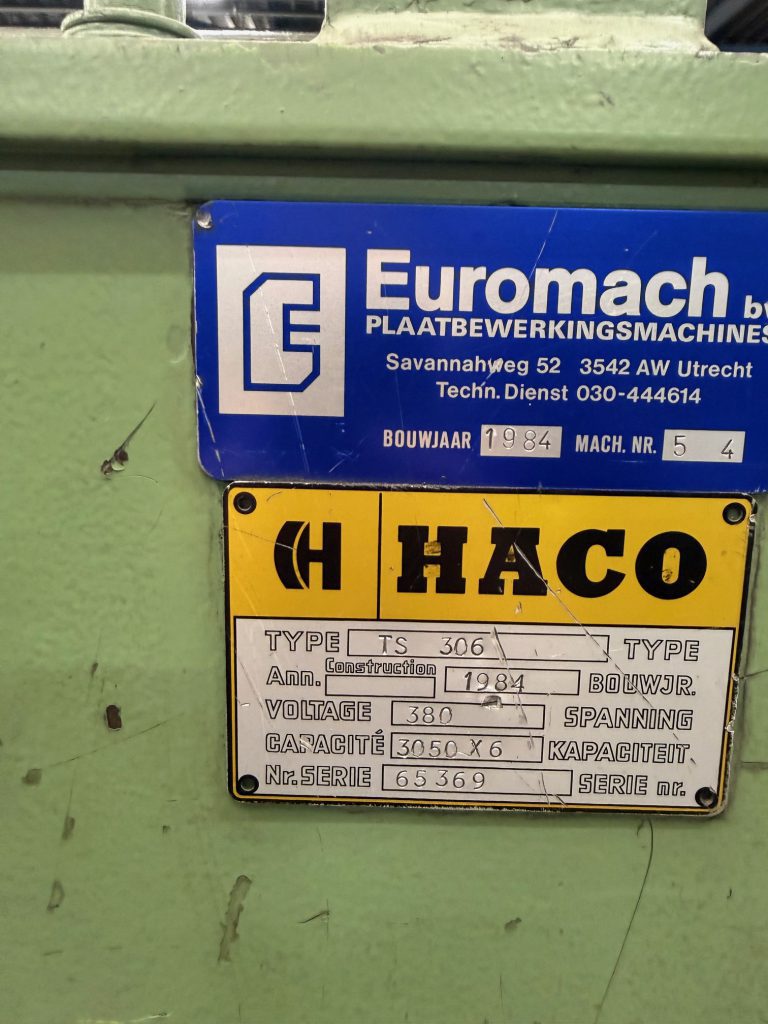 Euromach bv
PLAATBEWERKINGSMACHINES
Savannahweg 52 3542 AW Utrecht
Techn. Dienst 030-444614
BOUWJAAR 1984 MACH. NR. 5 4
H HACO
TYPE TS 306 TYPE
Ann. Construction 1984 BOUWJR.
VOLTAGE 380 SPANNING
CAPACITÉ 3050 X 6 KAPACITEIT
Nr. SERIE 65369 SERIE nr.